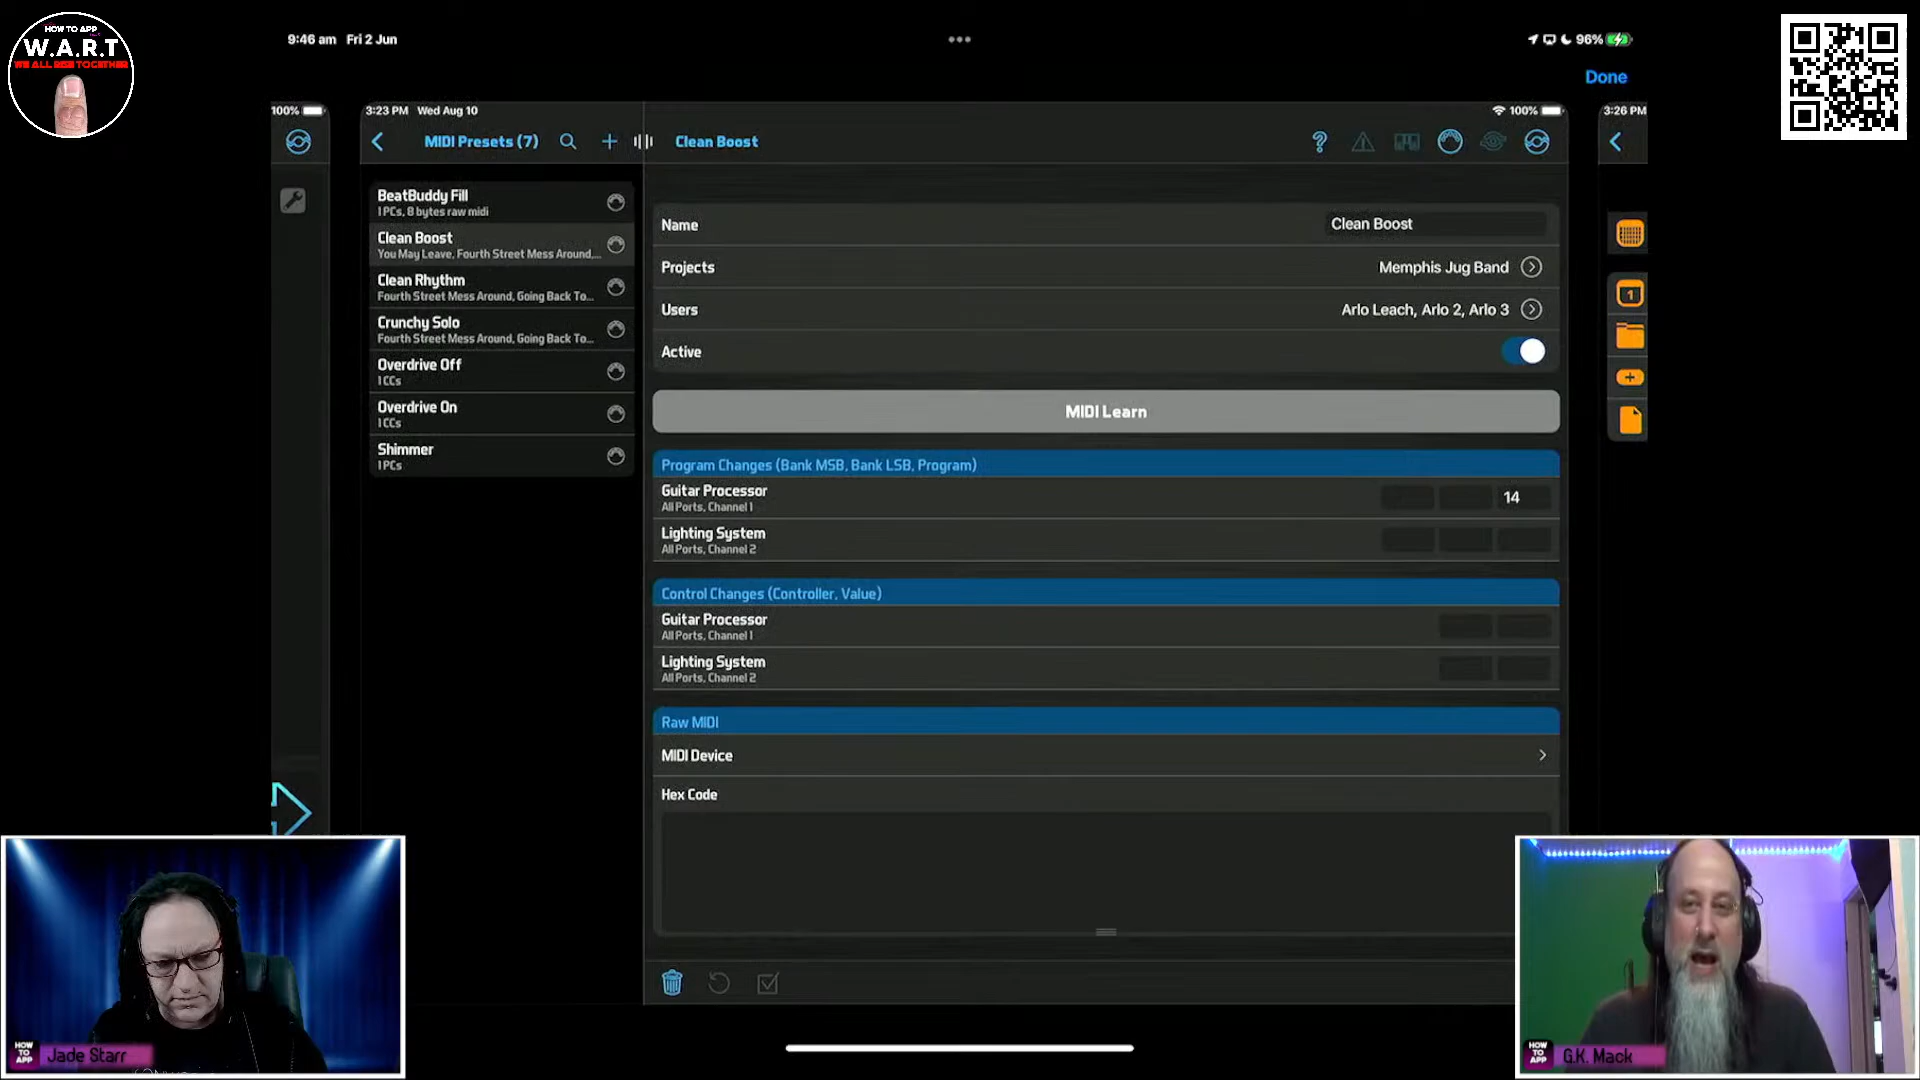 HOW TO APP
W.A.R.T
WE ALL RISE TOGETHER
9:46 am Fri 2 Jun
96%
Done
100%
3:23 PM Wed Aug 10
100%
3:26 PM
MIDI Presets (7)
Clean Boost
BeatBuddy Fill
1 PCs, 8 bytes raw midi
Clean Boost
You May Leave, Fourth Street Mess Around,...
Clean Rhythm
Fourth Street Mess Around, Going Back To...
Crunchy Solo
Fourth Street Mess Around, Going Back To...
Overdrive Off
1 CCs
Overdrive On
1 CCs
Shimmer
1 PCs
Name
Clean Boost
Projects
Memphis Jug Band
Users
Arlo Leach, Arlo 2, Arlo 3
Active
MIDI Learn
Program Changes (Bank MSB, Bank LSB, Program)
Guitar Processor
All Ports, Channel 1
14
Lighting System
All Ports, Channel 2
Control Changes (Controller, Value)
Guitar Processor
All Ports, Channel 1
Lighting System
All Ports, Channel 2
Raw MIDI
MIDI Device
Hex Code
1
HOW TO APP
Jade Starr
HOW TO APP
G.K. Mack